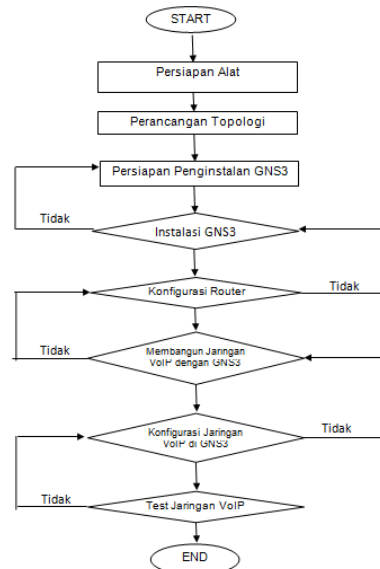 START
Persiapan Alat
Perancangan Topologi
Persiapan Penginstalan GNS3
Tidak
Instalasi GNS3
Konfigurasi Router
Tidak
Tidak
Membangun Jaringan
VoIP dengan GNS3
Konfigurasi Jaringan
VoIP di GNS3
Tidak
Tidak
Test Jaringan VoIP
END